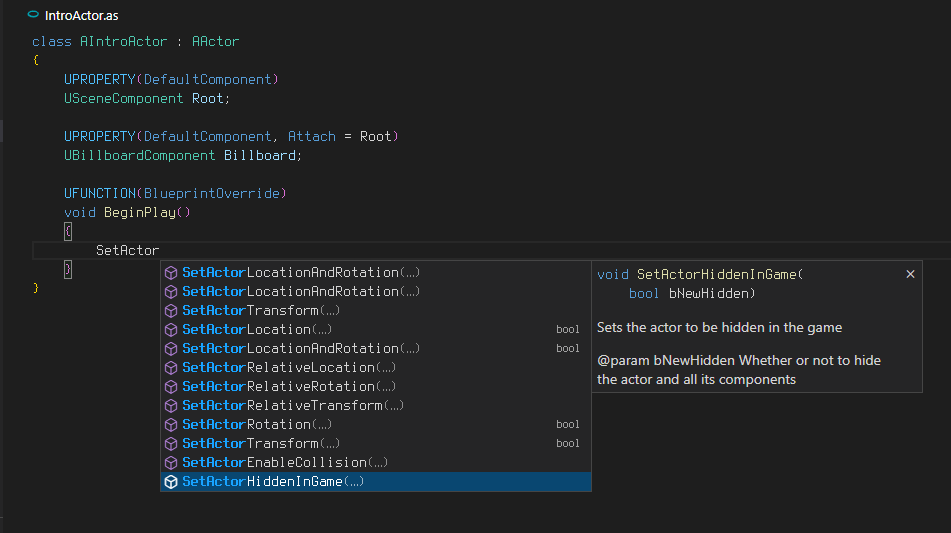 IntroActor.as
class AIntroActor : AActor
{
UPROPERTY(DefaultComponent)
USceneComponent Root;
UPROPERTY(DefaultComponent, Attach = Root)
UBillboardComponent Billboard;
UFUNCTION(BlueprintOverride)
void BeginPlay()
{
SetActor
}
}
SetActorLocationAndRotation(…)
SetActorLocationAndRotation(…)
SetActorTransform(…)
SetActorLocation(…) bool
SetActorLocationAndRotation(…) bool
SetActorRelativeLocation(…)
SetActorRelativeRotation(…)
SetActorRelativeTransform(…)
SetActorRotation(…) bool
SetActorTransform(…) bool
SetActorEnableCollision(…)
SetActorHiddenInGame(…)
void SetActorHiddenInGame(
bool bNewHidden)
Sets the actor to be hidden in the game
@param bNewHidden Whether or not to hide
the actor and all its components